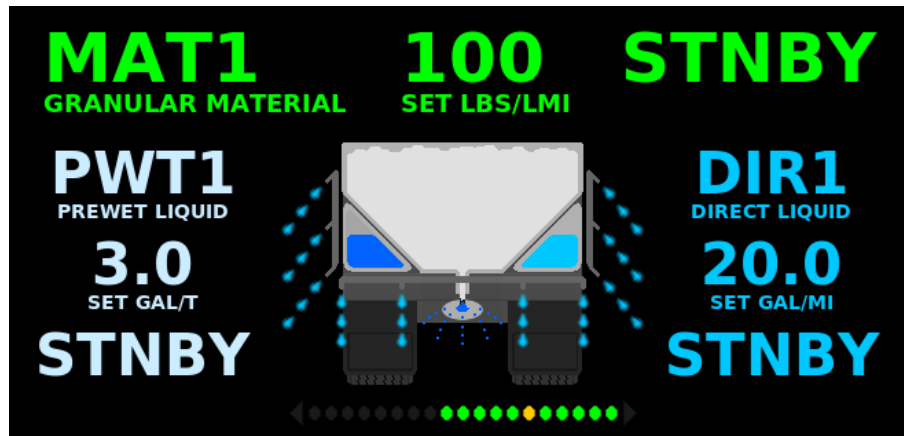 MAT1 100 STNBY
GRANULAR MATERIAL SET LBS/LMI
PWT1
PREWET LIQUID
3.0
SET GAL/T
STNBY
DIR1
DIRECT LIQUID
20.0
SET GAL/MI
STNBY